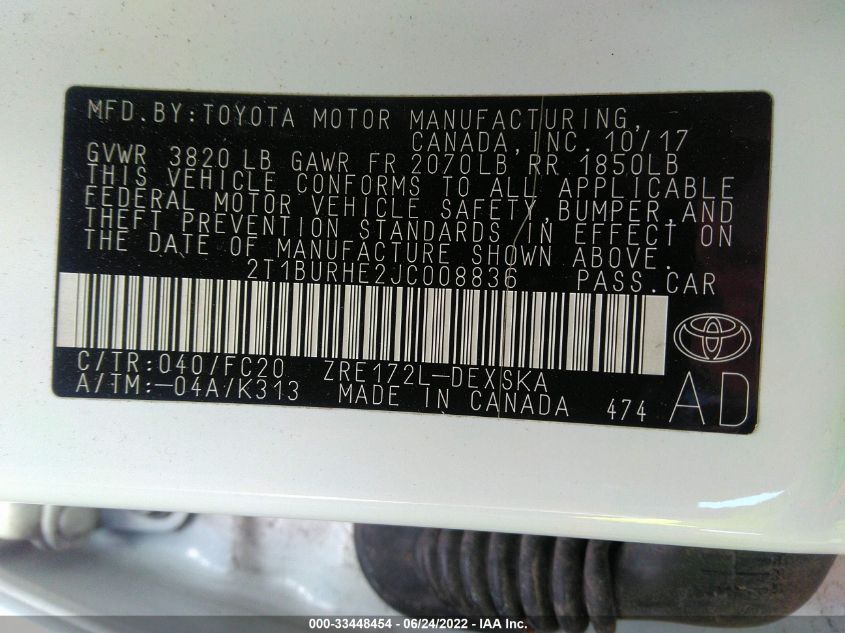 MFD.BY:TOYOTA MOTOR MANUFACTURING,
CANADA,INC. 10/17
GVWR 3820 LB GAWR FR 2070LB RR 1850LB
THIS VEHICLE CONFORMS TO ALL APPLICABLE
FEDERAL MOTOR VEHICLE SAFETY,BUMPER,AND
THEFT PREVENTION STANDARDS IN EFFECT ON
THE DATE OF MANUFACTURE SHOWN ABOVE.
2T1BURHE2JC008836 PASS.CAR
C/TR:040/FC20 ZRE172L-DEXSKA
A/TM:-04A/K313 MADE IN CANADA 474 AD
000-33448454 - 06/24/2022 - IAA Inc.